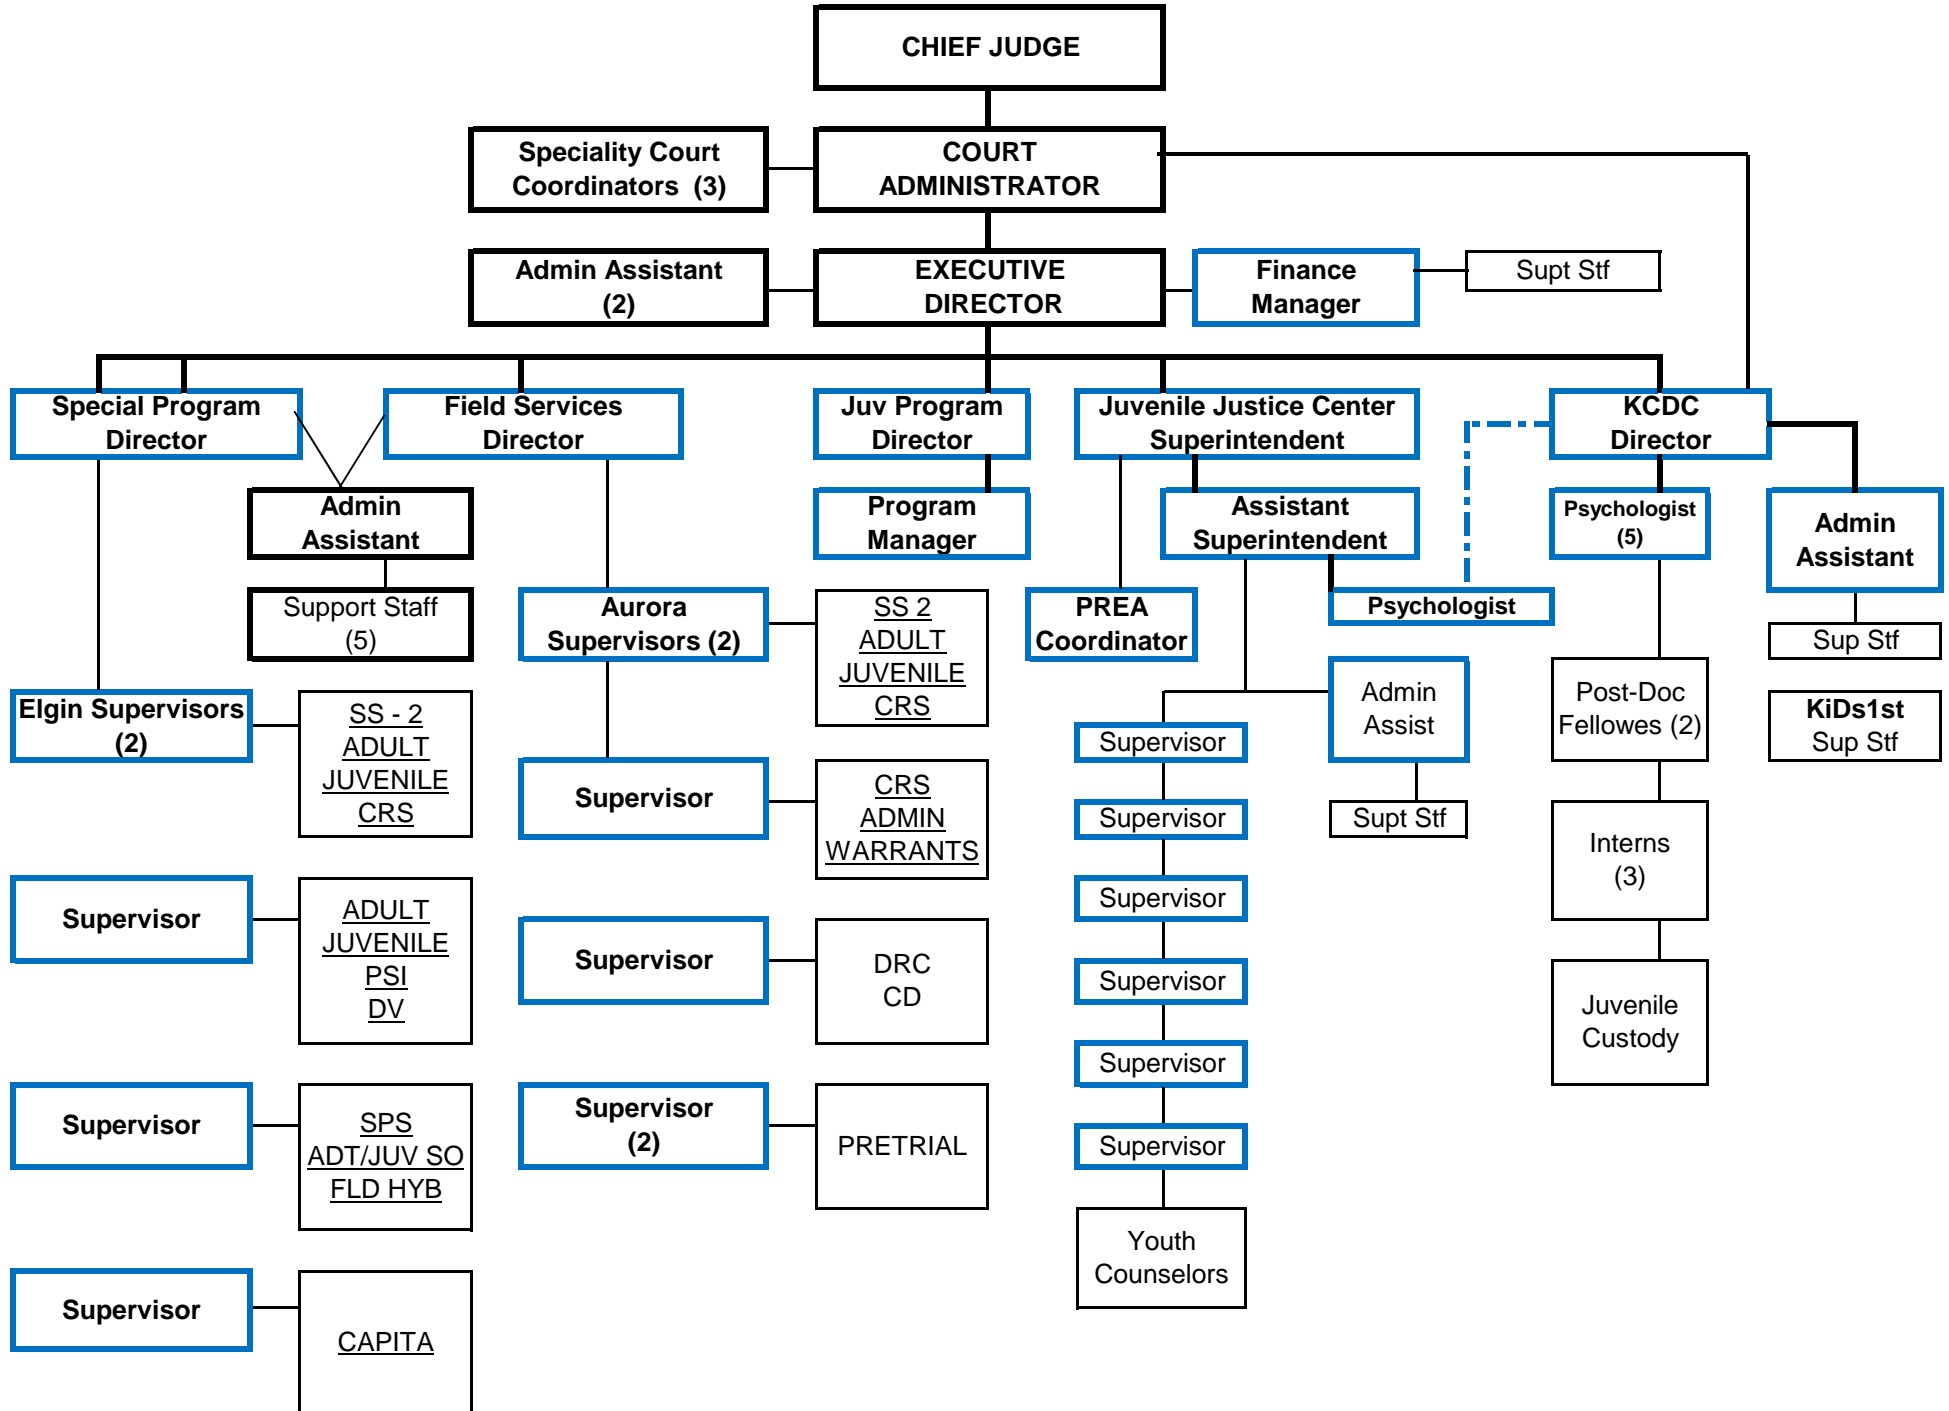 CHIEF JUDGE
Speciality Court
Coordinators (3)
COURT
ADMINISTRATOR
Admin Assistant
(2)
EXECUTIVE
DIRECTOR
Finance
Manager
Supt Stf
Special Program
Director
Field Services
Director
Juv Program
Director
Juvenile Justice Center
Superintendent
KCDC
Director
Admin
Assistant
Program
Manager
Assistant
Superintendent
Psychologist
(5)
Admin
Assistant
Support Staff
(5)
Aurora
Supervisors (2)
SS 2
ADULT
JUVENILE
CRS
PREA
Coordinator
Psychologist
Sup Stf
Elgin Supervisors
(2)
SS - 2
ADULT
JUVENILE
CRS
Admin
Assist
Post-Doc
Fellowes (2)
KiDs1st
Sup Stf
Supervisor
Supervisor
CRS
ADMIN
WARRANTS
Supervisor
Supt Stf
Interns
(3)
Supervisor
ADULT
JUVENILE
PSI
DV
Supervisor
DRC
CD
Supervisor
Supervisor
Juvenile
Custody
Supervisor
SPS
ADT/JUV SO
FLD HYB
Supervisor
(2)
PRETRIAL
Supervisor
Supervisor
Youth
Counselors
Supervisor
CAPITA